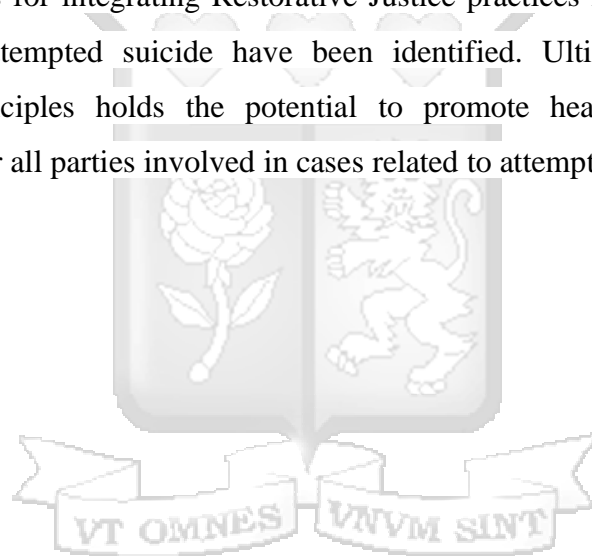 for integrating Restorative Justice practices
tempted suicide have been identified. Ulti
ciples holds the potential to promote hea
all parties involved in cases related to attempt
VT OMNES VNVM SINT